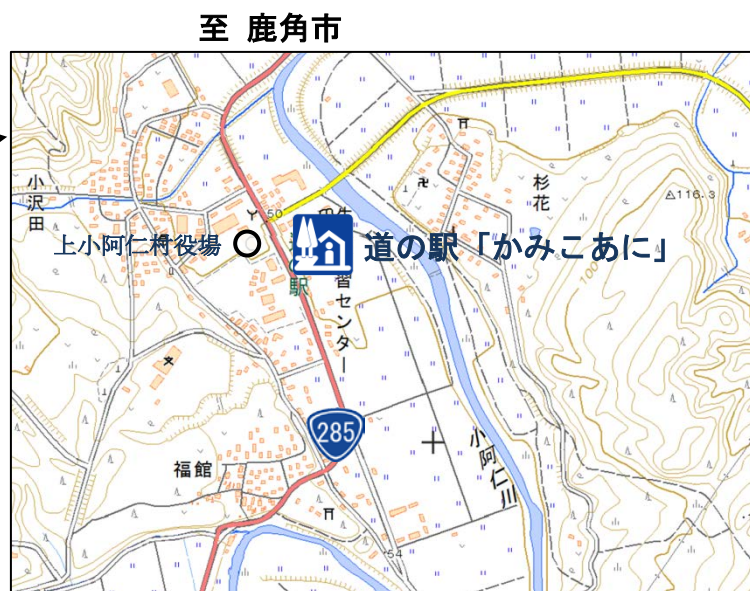 至 鹿角市
小沢田
杉花
116.3
50
上小阿仁村役場
道の駅「かみこあに」
習センター
駅
100
285
小阿仁川
福館
54